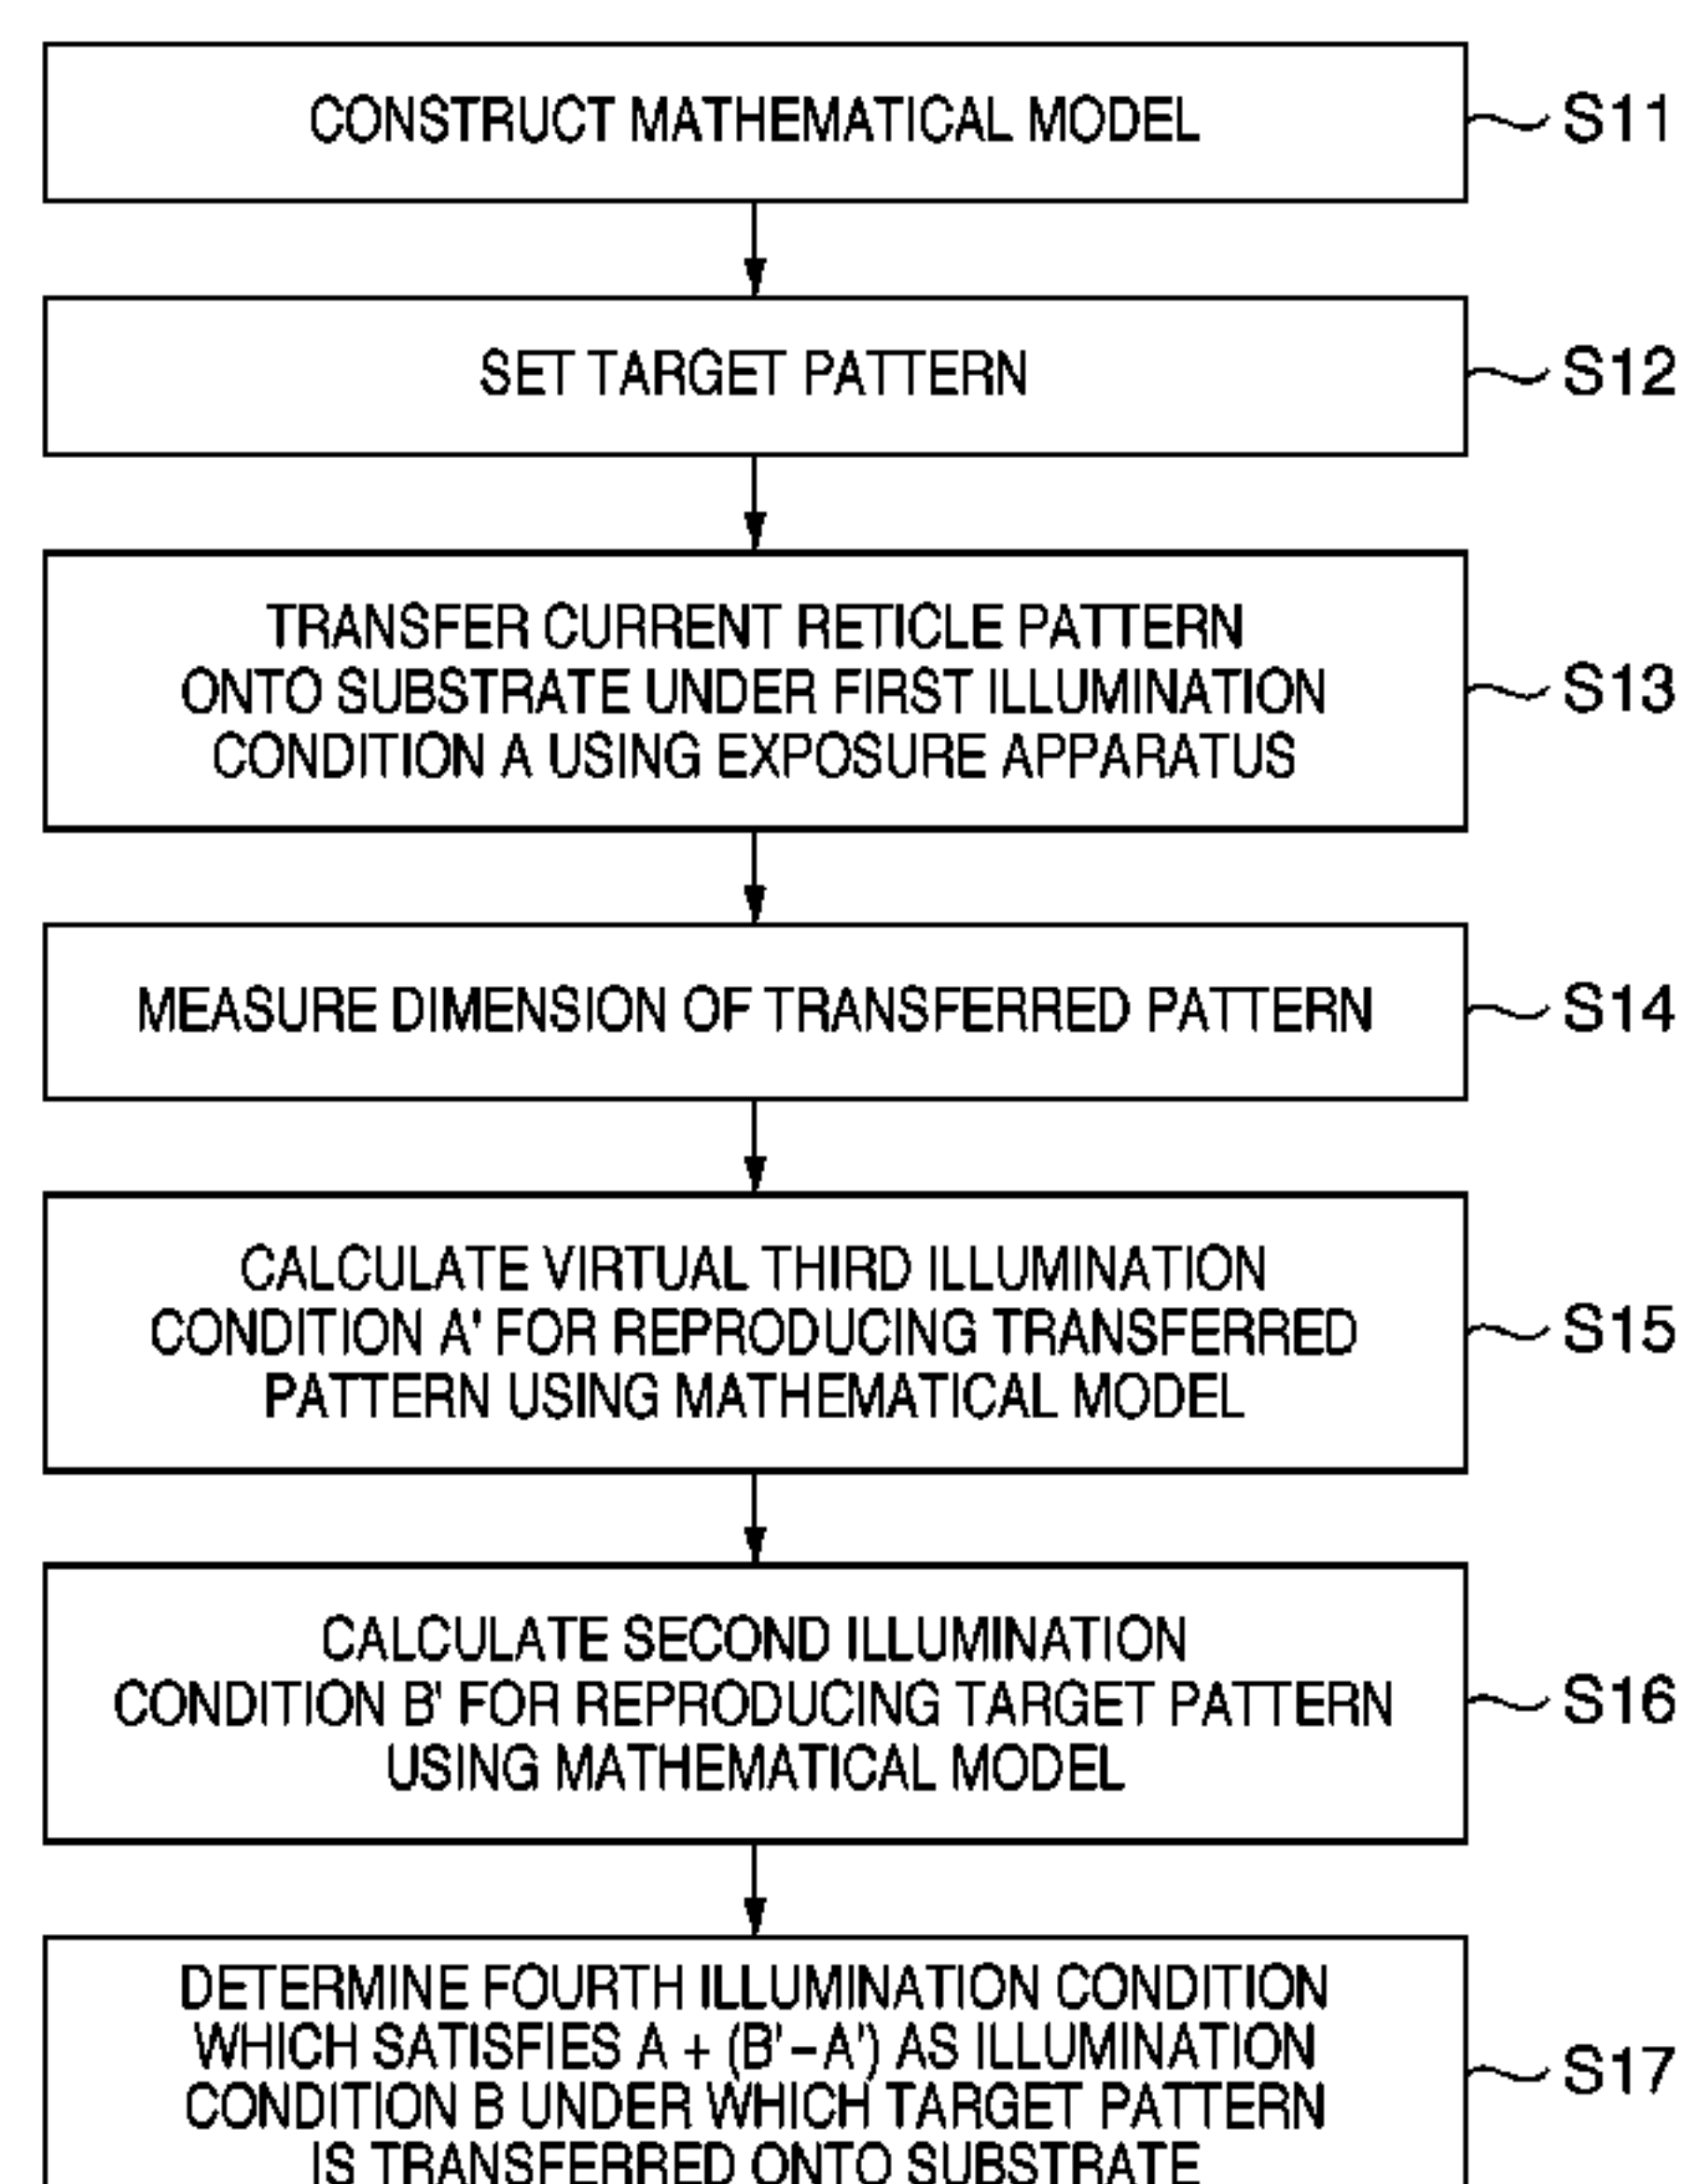 CONSTRUCT MATHEMATICAL MODEL
S11
SET TARGET PATTERN
S12
TRANSFER CURRENT RETICLE PATTERN
ONTO SUBSTRATE UNDER FIRST ILLUMINATION
CONDITION A USING EXPOSURE APPARATUS
S13
MEASURE DIMENSION OF TRANSFERRED PATTERN
S14
CALCULATE VIRTUAL THIRD ILLUMINATION
CONDITION A' FOR REPRODUCING TRANSFERRED
PATTERN USING MATHEMATICAL MODEL
S15
CALCULATE SECOND ILLUMINATION
CONDITION B' FOR REPRODUCING TARGET PATTERN
USING MATHEMATICAL MODEL
S16
DETERMINE FOURTH ILLUMINATION CONDITION
WHICH SATISFIES A + (B'-A') AS ILLUMINATION
CONDITION B UNDER WHICH TARGET PATTERN
IS TRANSFERRED ONTO SUBSTRATE
S17